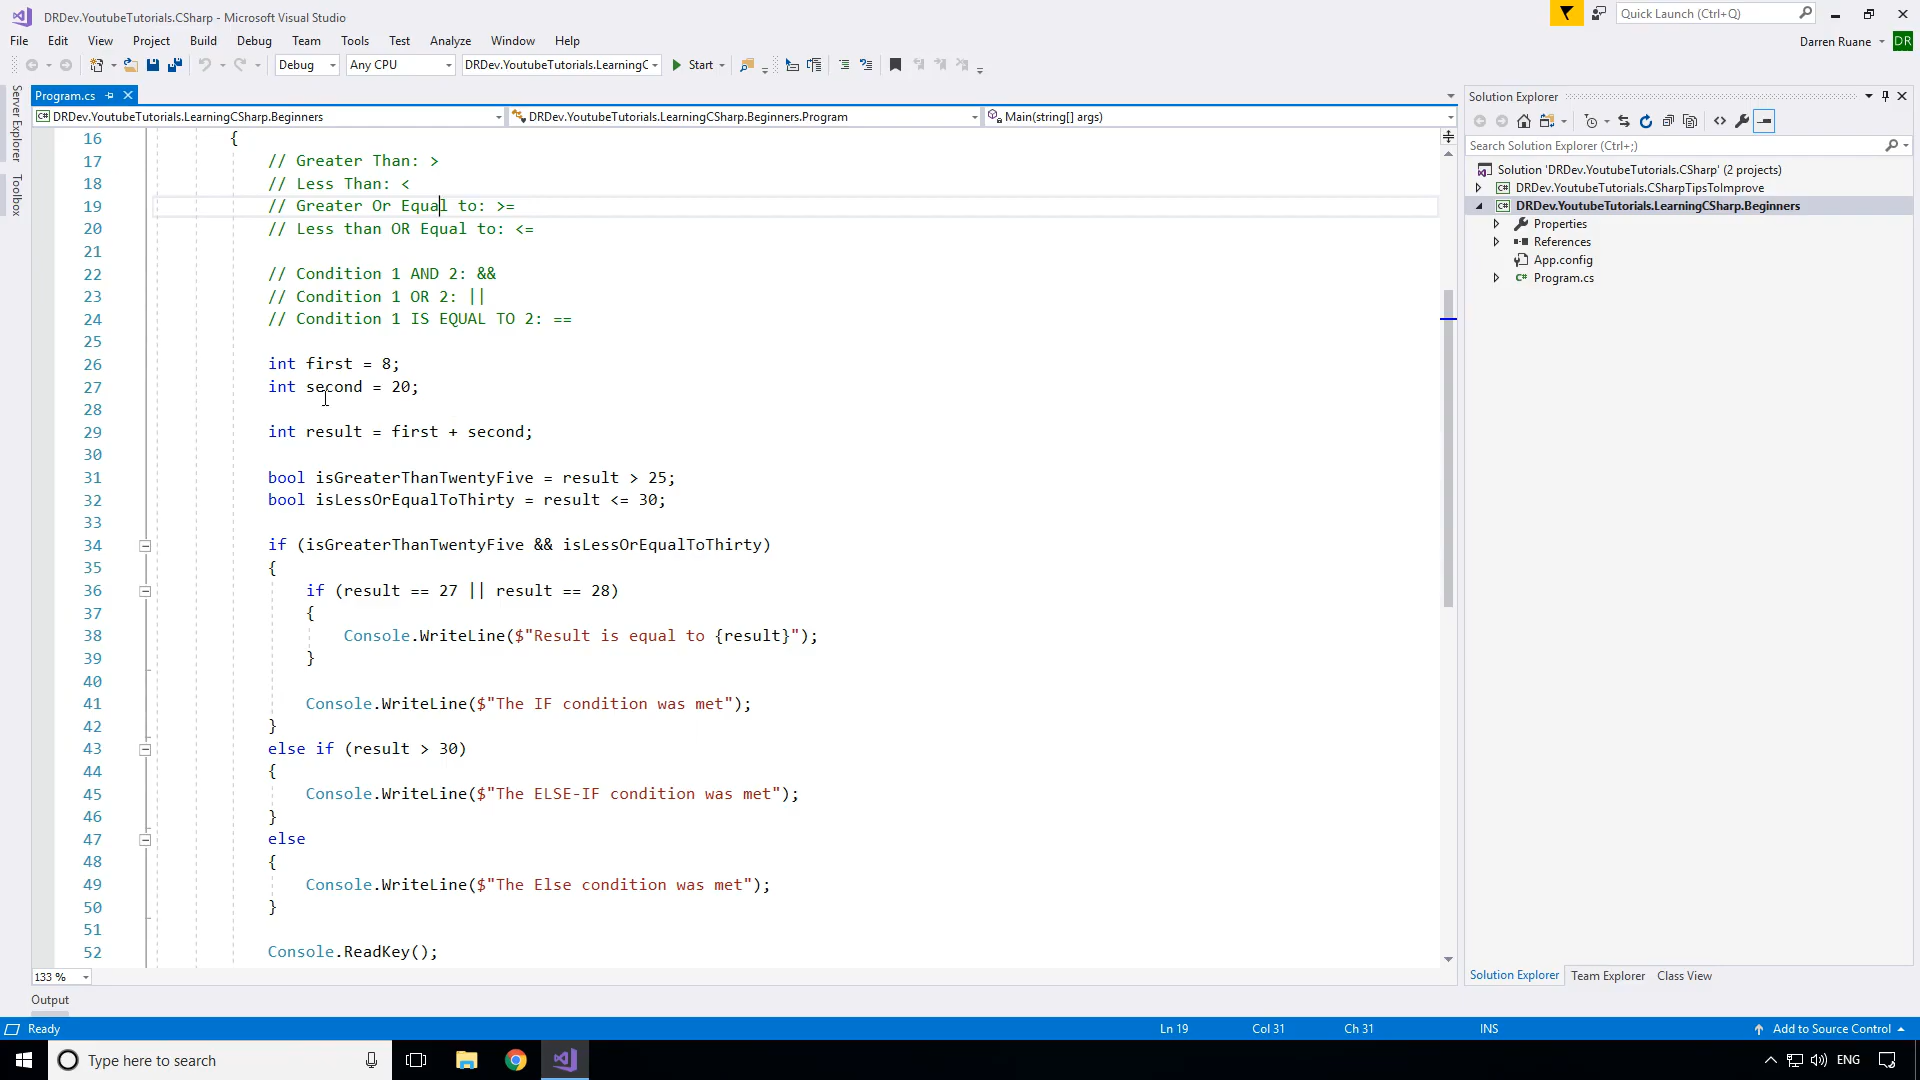 DRDev.YoutubeTutorials.CSharp - Microsoft Visual Studio
Quick Launch (Ctrl+Q)
File Edit View Project Build Debug Team Tools Test Analyze Window Help
Darren Ruane DR
Debug Any CPU DRDev.YoutubeTutorials.LearningC Start
Server Explorer
Toolbox
Program.cs
DRDev.YoutubeTutorials.LearningCSharp.Beginners DRDev.YoutubeTutorials.LearningCSharp.Beginners.Program Main(string[] args)
16 {
17 // Greater Than: >
18 // Less Than: <
19 // Greater Or Equal to: >=
20 // Less than OR Equal to: <=
21
22 // Condition 1 AND 2: &&
23 // Condition 1 OR 2: ||
24 // Condition 1 IS EQUAL TO 2: ==
25
26 int first = 8;
27 int second = 20;
28
29 int result = first + second;
30
31 bool isGreaterThanTwentyFive = result > 25;
32 bool isLessOrEqualToThirty = result <= 30;
33
34 if (isGreaterThanTwentyFive && isLessOrEqualToThirty)
35 {
36 if (result == 27 || result == 28)
37 {
38 Console.WriteLine($"Result is equal to {result}");
39 }
40
41 Console.WriteLine($"The IF condition was met");
42 }
43 else if (result > 30)
44 {
45 Console.WriteLine($"The ELSE-IF condition was met");
46 }
47 else
48 {
49 Console.WriteLine($"The Else condition was met");
50 }
51
52 Console.ReadKey();
133 %
Output
Solution Explorer
Search Solution Explorer (Ctrl+;)
Solution 'DRDev.YoutubeTutorials.CSharp' (2 projects)
C# DRDev.YoutubeTutorials.CSharpTipsToImprove
C# DRDev.YoutubeTutorials.LearningCSharp.Beginners
Properties
References
App.config
C# Program.cs
Solution Explorer Team Explorer Class View
Ready Ln 19 Col 31 Ch 31 INS Add to Source Control
Type here to search
ENG